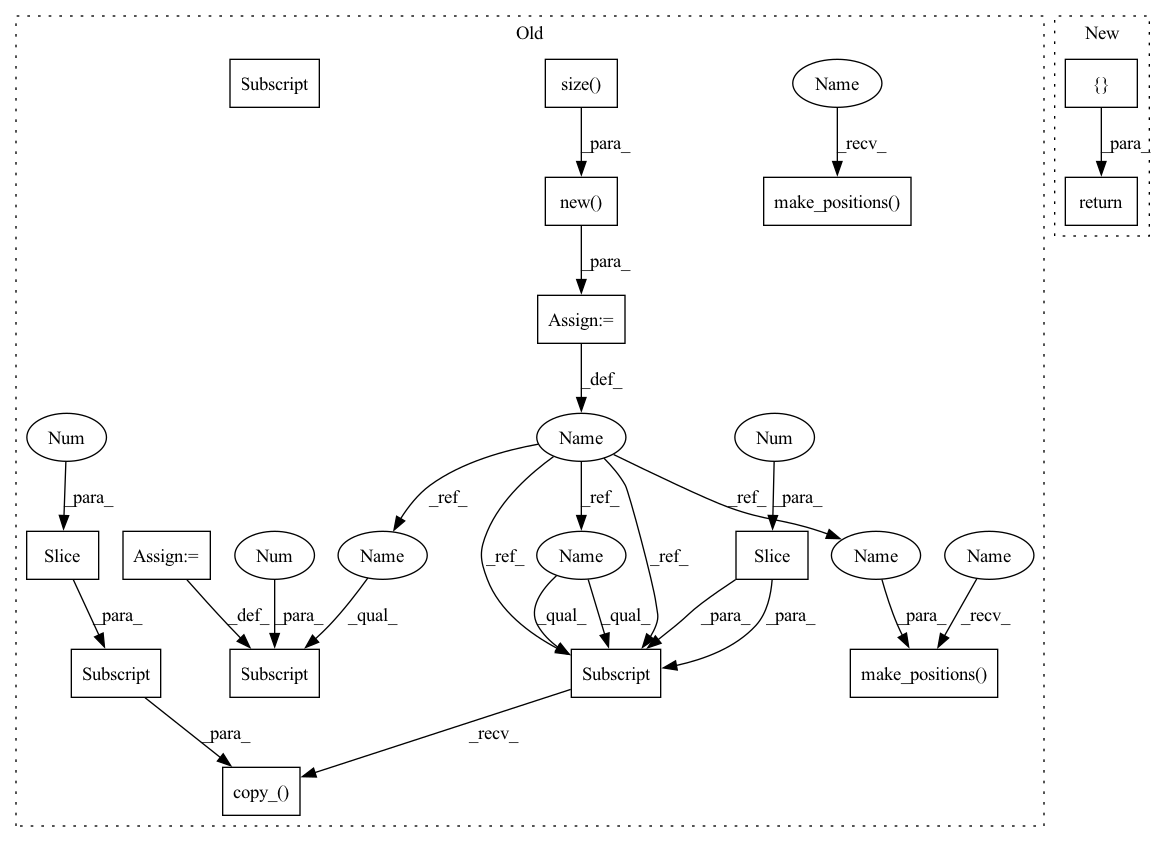 Old
New
Subscript
size()
Name
{}
_para_
_recv_
_para_
new()
make_positions()
return
_para_
Assign:=
_def_
Num
Name
Num
_para_
_ref_
_ref_
_ref_
_para_
Slice
Assign:=
Num
Name
Name
Slice
Name
Name
_ref_
_ref_
_para_
_def_
_para_
_qual_
_qual_
_qual_
_para_
_para_
_para_
_recv_
Subscript
Subscript
Subscript
make_positions()
_para_
_recv_
copy_()